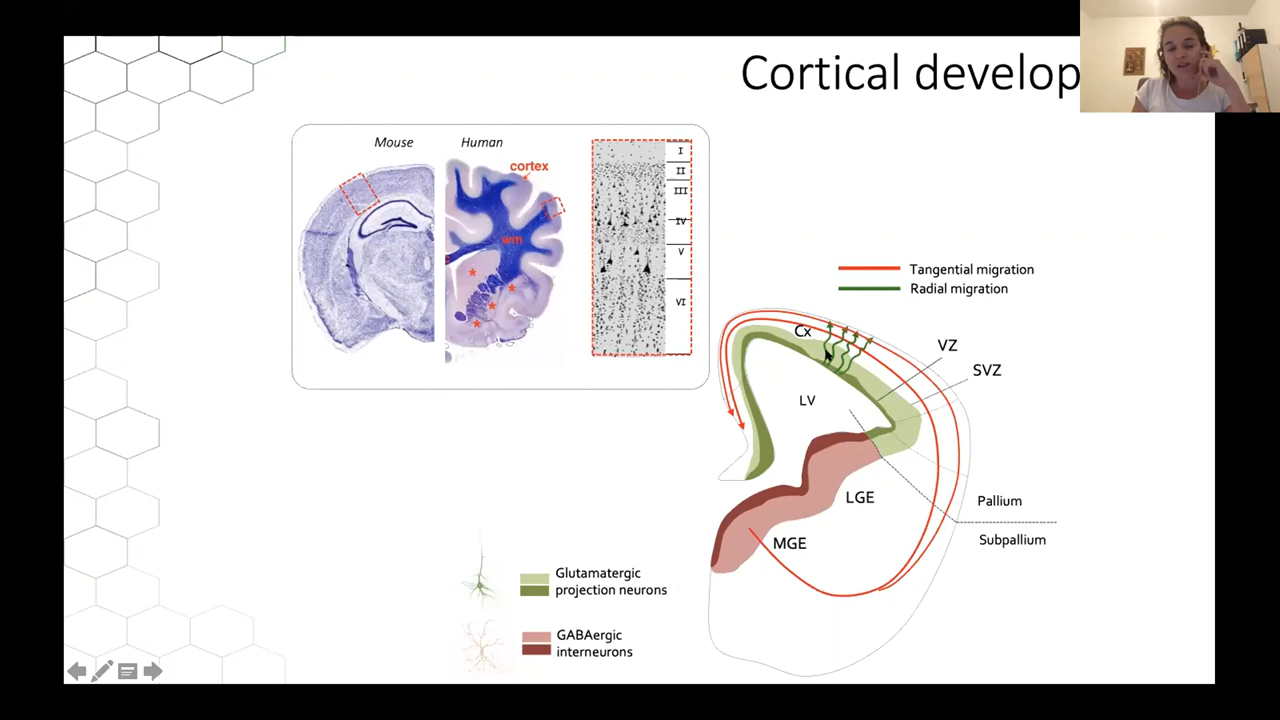 Cortical develop
Mouse
Human
cortex
wm
I
II
III
IV
V
VI
Tangential migration
Radial migration
Cx
VZ
SVZ
LV
LGE
Pallium
MGE
Subpallium
Glutamatergic
projection neurons
GABAergic
interneurons